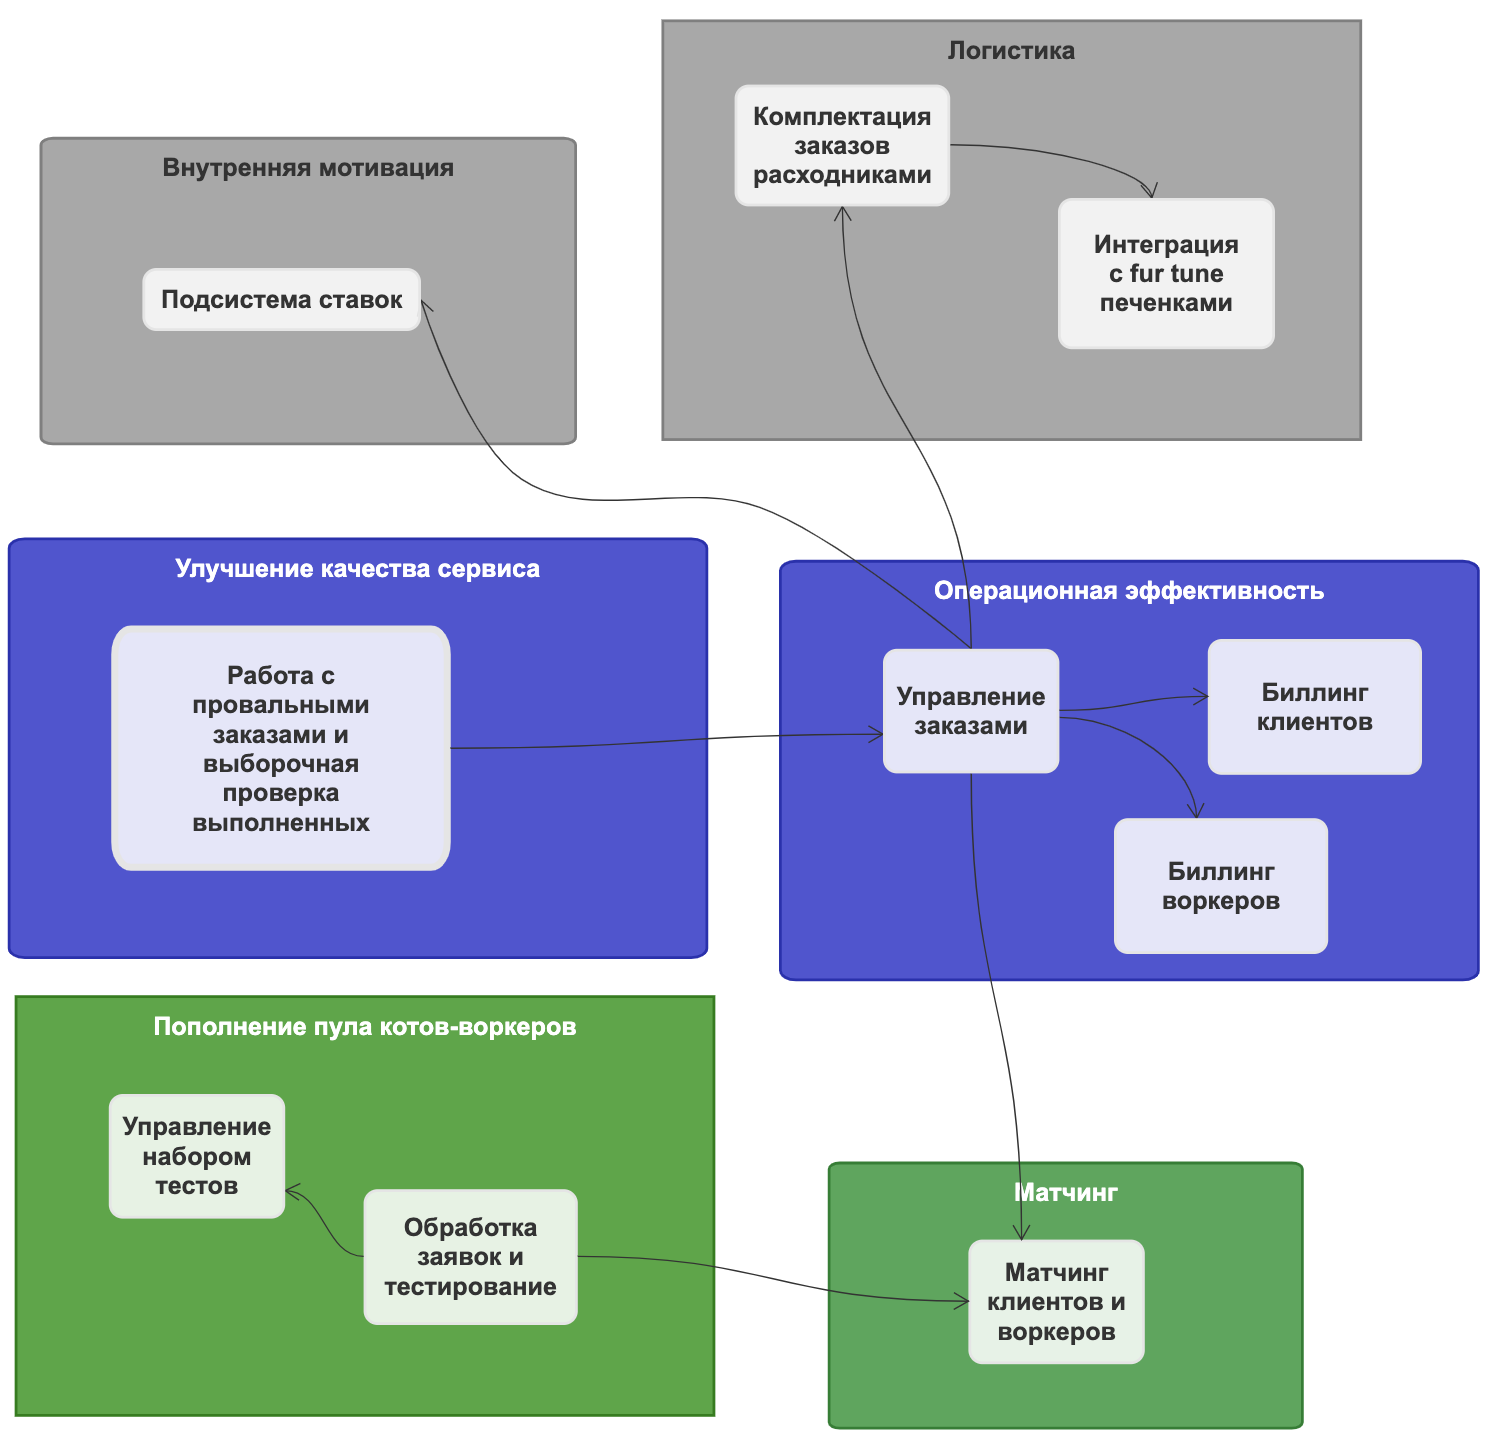 Логистика
Комплектация
заказов
расходниками
Интеграция
с fur tune
печенками
Внутренняя мотивация
Подсистема ставок
Улучшение качества сервиса
Работа с
провальными
заказами и
выборочная
проверка
выполненных
Операционная эффективность
Управление
заказами
Биллинг
клиентов
Биллинг
воркеров
Пополнение пула котов-воркеров
Управление
набором
тестов
Обработка
заявок и
тестирование
Матчинг
Матчинг
клиентов и
воркеров